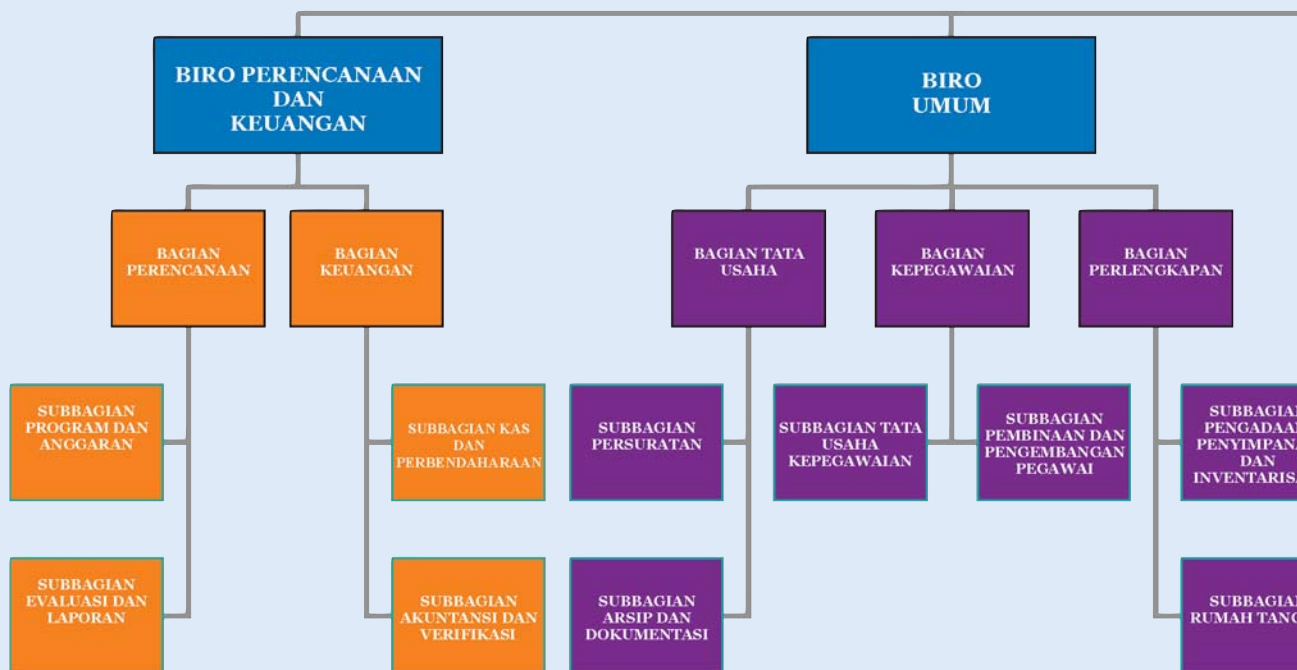 BIRO PERENCANAAN
DAN
KEUANGAN
BIRO
UMUM
BAGIAN
PERENCANAAN
BAGIAN
KEUANGAN
BAGIAN TATA
USAHA
BAGIAN
KEPEGAWAIAN
BAGIAN
PERLENGKAPAN
SUBBAGIAN
PROGRAM DAN
ANGGARAN
SUBBAGIAN KAS
DAN
PERBENDAHARAAN
SUBBAGIAN
PERSURATAN
SUBBAGIAN TATA
USAHA
KEPEGAWAIAN
SUBBAGIAN
PEMBINAAN DAN
PENGEMBANGAN
PEGAWAI
DAN
SUBBAGIAN
EVALUASI DAN
LAPORAN
SUBBAGIAN
AKUNTANSI DAN
VERIFIKASI
SUBBAGIAN
ARSIP DAN
DOKUMENTASI
RUMAH